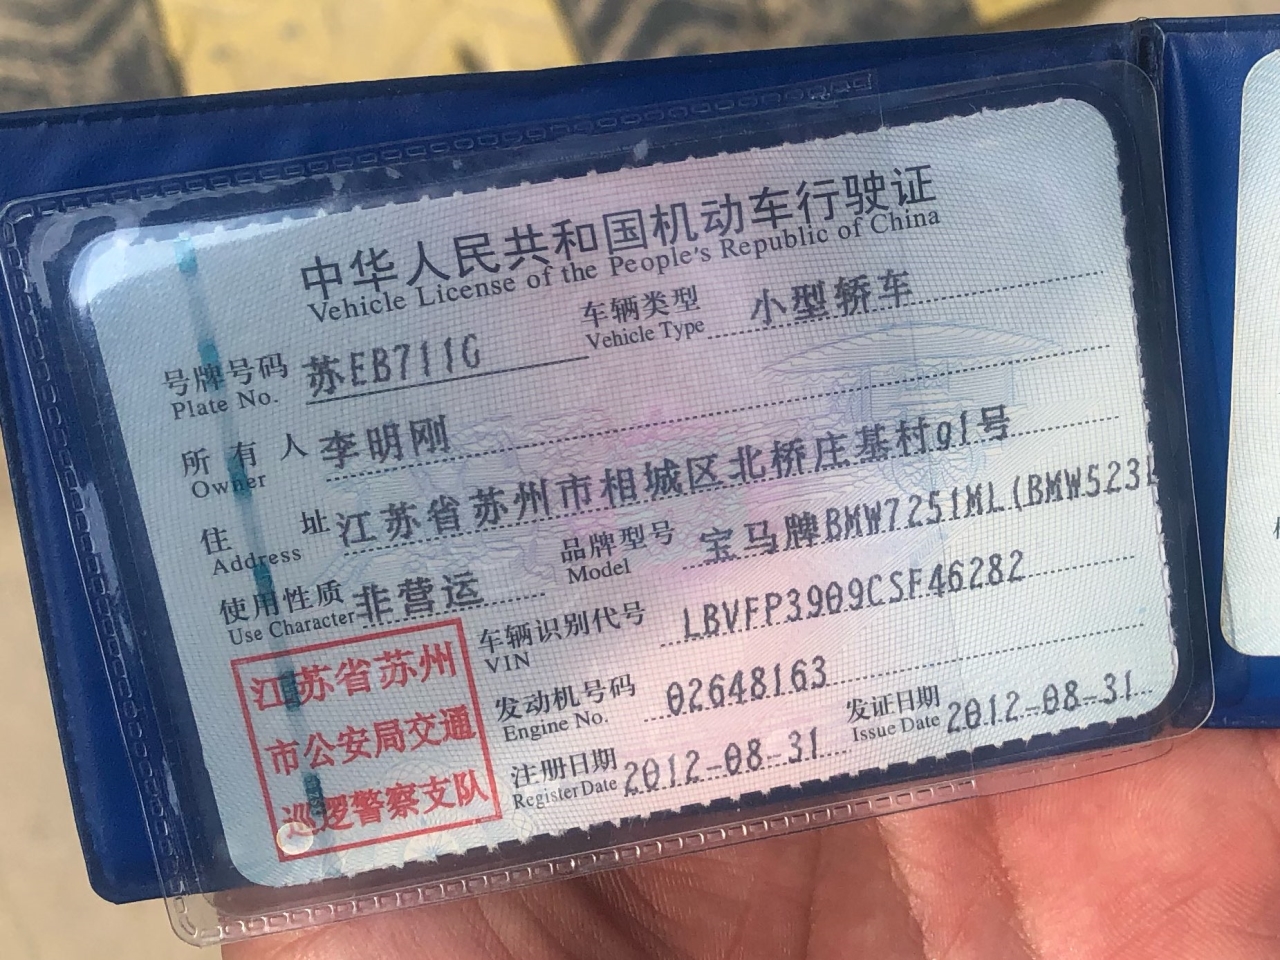 中华人民共和国机动车行驶证
Vehicle License of the People's Republic of China
号牌号码 苏EB711G 车辆类型 小型轿车
Plate No. Vehicle Type
所有人 李明刚
Owner
住址 江苏省苏州市相城区北桥庄基村g1号
Address
使用性质 非营运 品牌型号 宝马牌BMW7251ML(BMW523L
Use Character Model
车辆识别代号 LBVFP3909CSF46282
VIN
发动机号码 02648163
Engine No.
注册日期 2012-08-31 发证日期 2012-08-31
Register Date Issue Date
江苏省苏州
市公安局交通
巡逻警察支队